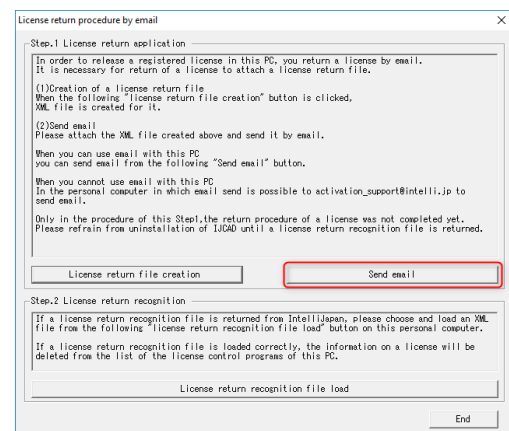 License return procedure by email
Step.1 License return application
In order to release a registered license in this PC, you return a license by email.
It is necessary for return of a license to attach a license return file.
(1)Creation of a license return file
When the following "license return file creation" button is clicked,
XML file is created for it.
(2)Send email
Please attach the XML file created above and send it by email.
When you can use email with this PC
you can send email from the following "Send email" button.
When you cannot use email with this PC
In the personal computer in which email send is possible to activation_support@intelli.jp to
send email.
Only in the procedure of this Step1,the return procedure of a license was not completed yet.
Please refrain from uninstallation of IJCAD until a license return recognition file is returned.
License return file creation
Send email
Step.2 License return recognition
If a license return recognition file is returned from IntelliJapan, please choose and load an XML
file from the following "license return recognition file load" button on this personal computer.
If a license return recognition file is loaded correctly, the information on a license will be
deleted from the list of the license control programs of this PC.
License return recognition file load
End